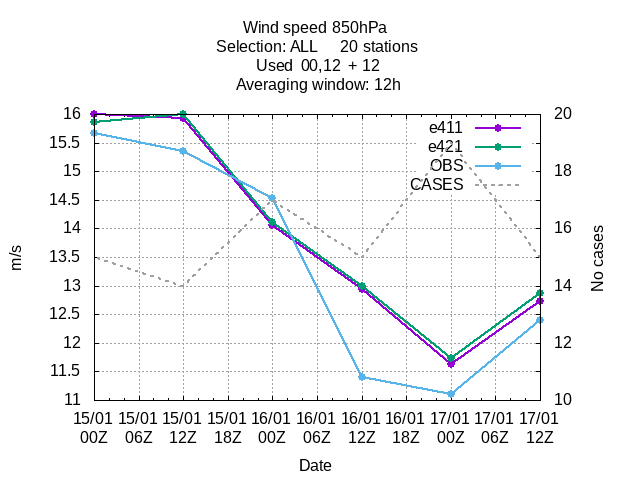 Wind speed 850hPa
Selection: ALL 20 stations
Used 00,12 + 12
Averaging window: 12h
16
15.5
15
14.5
14
13.5
13
12.5
12
11.5
11
m/s
e411
e421
OBS
CASES
20
18
16
14
12
10
No cases
15/01 15/01 15/01 15/01 16/01 16/01 16/01 16/01 17/01 17/01 17/01
00Z 06Z 12Z 18Z 00Z 06Z 12Z 18Z 00Z 06Z 12Z
Date